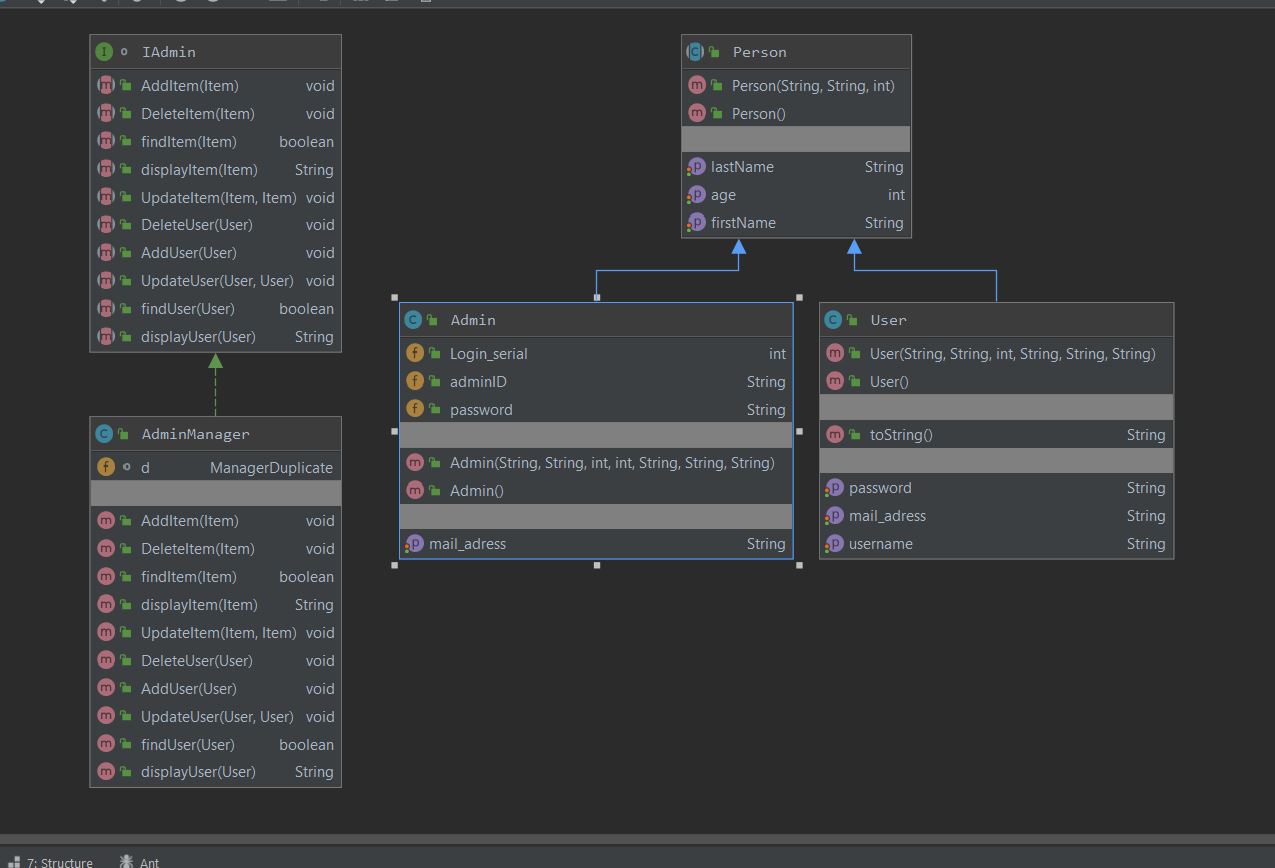 IAdmin
AddItem(Item) void
DeleteItem(Item) void
findItem(Item) boolean
displayItem(Item) String
UpdateItem(Item, Item) void
DeleteUser(User) void
AddUser(User) void
UpdateUser(User, User) void
findUser(User) boolean
displayUser(User) String
AdminManager
d ManagerDuplicate
AddItem(Item) void
DeleteItem(Item) void
findItem(Item) boolean
displayItem(Item) String
UpdateItem(Item, Item) void
DeleteUser(User) void
AddUser(User) void
UpdateUser(User, User) void
findUser(User) boolean
displayUser(User) String
Person
Person(String, String, int)
Person()
lastName String
age int
firstName String
Admin
Login_serial int
adminID String
password String
Admin(String, String, int, int, String, String, String)
Admin()
mail_adress String
User
User(String, String, int, String, String, String)
User()
toString() String
password String
mail_adress String
username String
7: Structure Ant